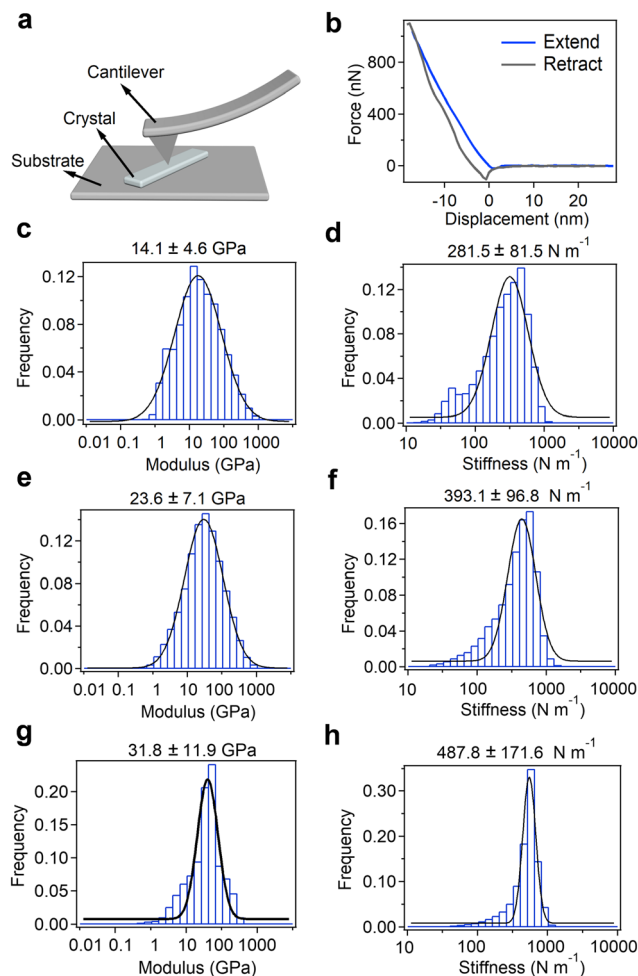 a
Cantilever
Crystal
Substrate
b
Extend
Retract
Force (nN)
800
400
0
-10
0
10
20
Displacement (nm)
c
14.1 ± 4.6 GPa
Frequency
0.12
0.08
0.04
0.00
0.01 0.1 1 10 100 1000
Modulus (GPa)
d
281.5 ± 81.5 N m⁻¹
Frequency
0.12
0.08
0.04
0.00
10 100 1000 10000
Stiffness (N m⁻¹)
e
23.6 ± 7.1 GPa
Frequency
0.12
0.08
0.04
0.00
0.01 0.1 1 10 100 1000
Modulus (GPa)
f
393.1 ± 96.8 N m⁻¹
Frequency
0.16
0.12
0.08
0.04
0.00
10 100 1000 10000
Stiffness (N m⁻¹)
g
31.8 ± 11.9 GPa
Frequency
0.20
0.15
0.10
0.05
0.00
0.01 0.1 1 10 100 1000
Modulus (GPa)
h
487.8 ± 171.6 N m⁻¹
Frequency
0.30
0.20
0.10
0.00
10 100 1000 10000
Stiffness (N m⁻¹)